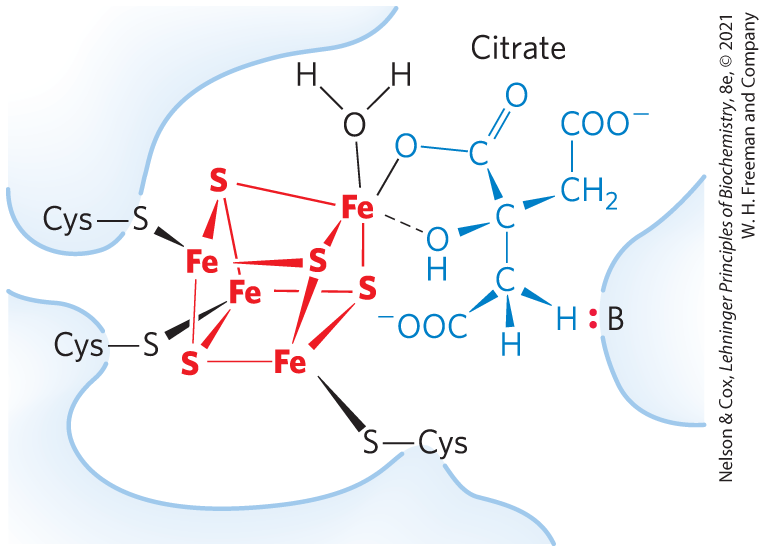 Citrate
H H
O
O
COO⁻
O C
S
Fe
C CH₂
Cys—S
O
H
Fe S
Fe S
C
⁻OOC H :B
H
Cys—S
S Fe
S—Cys
Nelson & Cox, Lehninger Principles of Biochemistry, 8e, © 2021
W. H. Freeman and Company